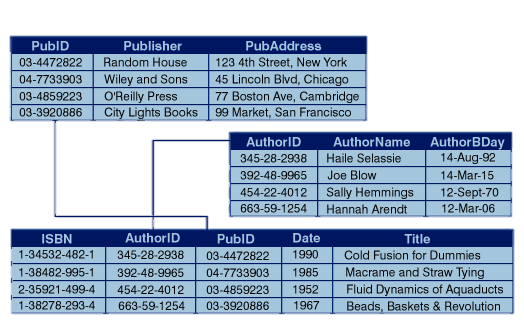 PubID Publisher PubAddress
03-4472822 Random House 123 4th Street, New York
04-7733903 Wiley and Sons 45 Lincoln Blvd, Chicago
03-4859223 O'Reilly Press 77 Boston Ave, Cambridge
03-3920886 City Lights Books 99 Market, San Francisco
AuthorID AuthorName AuthorBDay
345-28-2938 Haile Selassie 14-Aug-92
392-48-9965 Joe Blow 14-Mar-15
454-22-4012 Sally Hemmings 12-Sept-70
663-59-1254 Hannah Arendt 12-Mar-06
ISBN AuthorID PubID Date Title
1-34532-482-1 345-28-2938 03-4472822 1990 Cold Fusion for Dummies
1-38482-995-1 392-48-9965 04-7733903 1985 Macrame and Straw Tying
2-35921-499-4 454-22-4012 03-4859223 1952 Fluid Dynamics of Aquaducts
1-38278-293-4 663-59-1254 03-3920886 1967 Beads, Baskets & Revolution